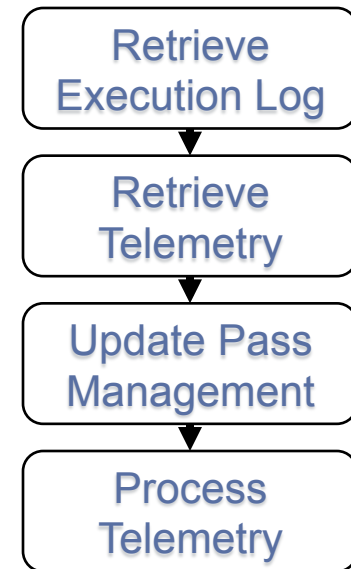 Retrieve
Execution Log
Retrieve
Telemetry
Update Pass
Management
Process
Telemetry